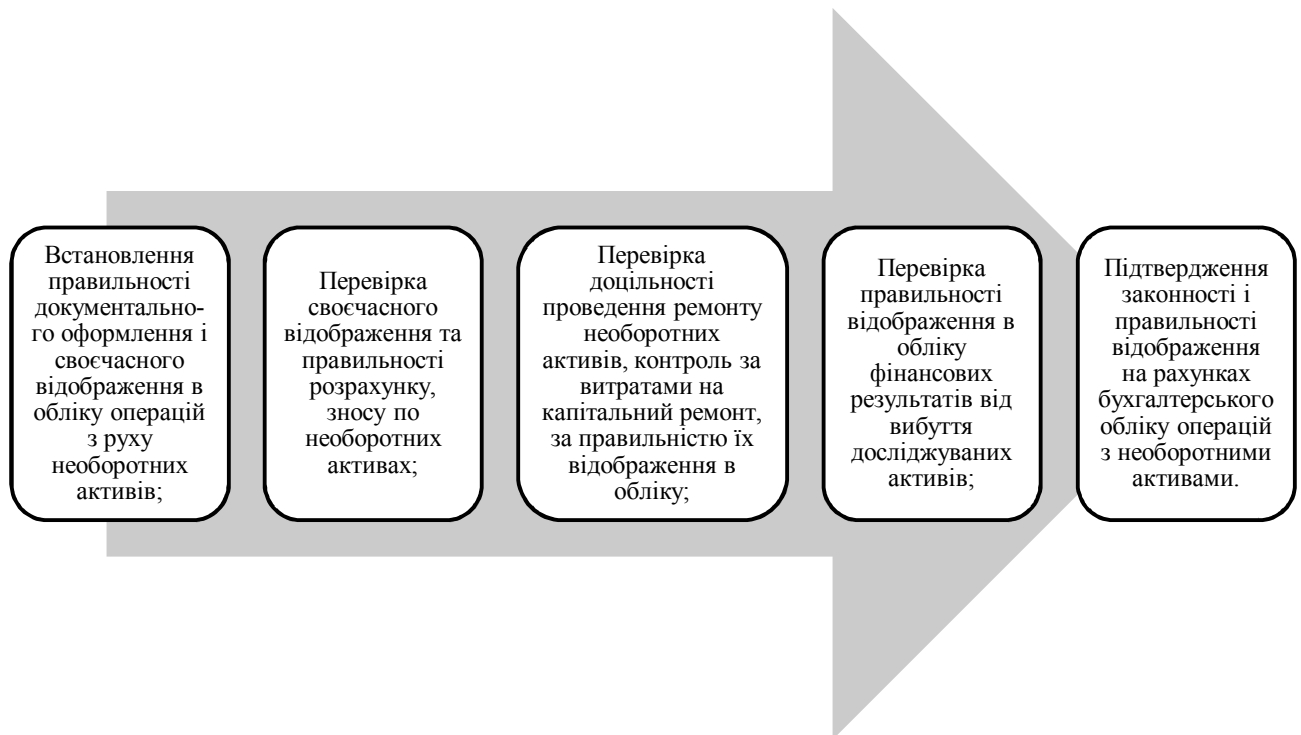 Встановлення
правильності
документально-
го оформлення і
своєчасного
відображення в
обліку операцій
з руху
необоротних
активів;
Перевірка
своєчасного
відображення та
правильності
розрахунку,
зносу по
необоротних
активах;
Перевірка
доцільності
проведення ремонту
необоротних
активів, контроль за
витратами на
капітальний ремонт,
за правильністю їх
відображення в
обліку;
Перевірка
правильності
відображення в
обліку
фінансових
результатів від
вибуття
досліджуваних
активів;
Підтвердження
законності і
правильності
відображення
на рахунках
бухгалтерського
обліку операцій
з необоротними
активами.